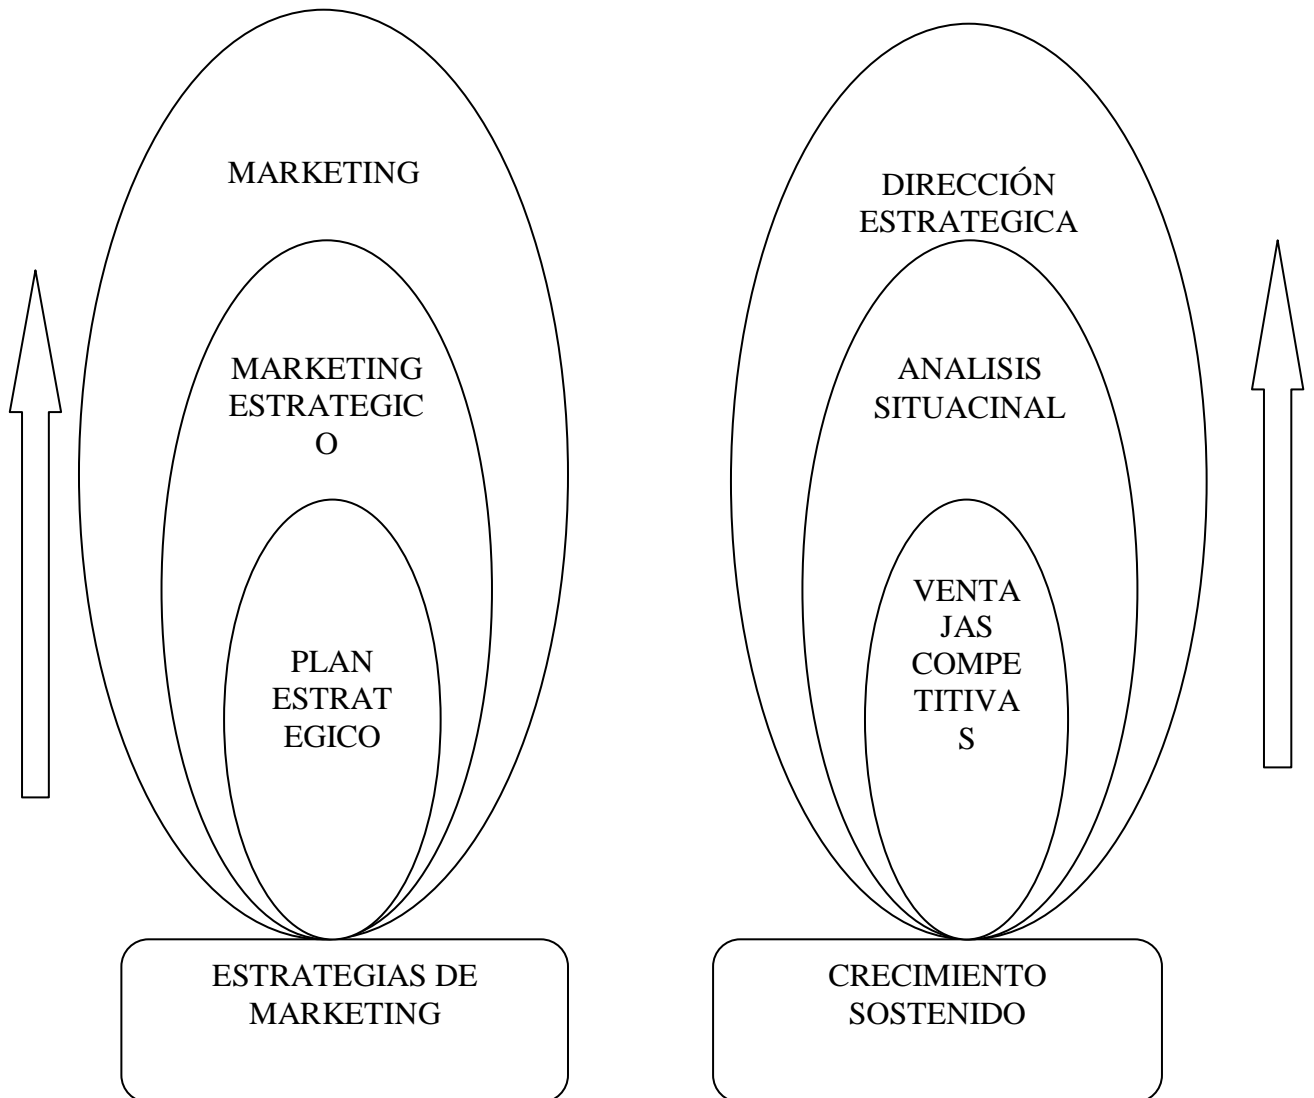 MARKETING
MARKETING
ESTRATEGIC
O
PLAN
ESTRAT
EGICO
ESTRATEGIAS DE
MARKETING
DIRECCIÓN
ESTRATEGICA
ANALISIS
SITUACINAL
VENTA
JAS
COMPE
TITIVA
S
CRECIMIENTO
SOSTENIDO